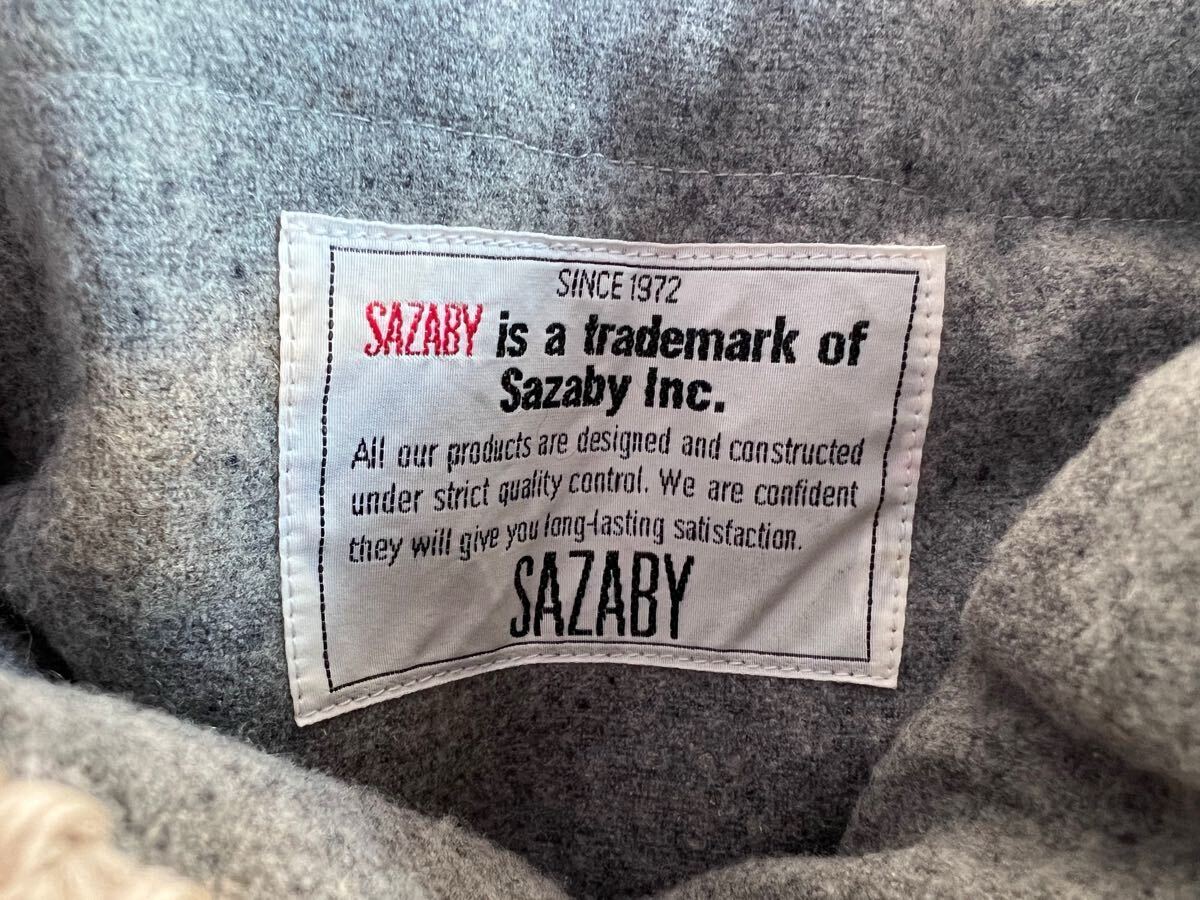 SINCE 1972
SAZABY is a trademark of
Sazaby Inc.
All our products are designed and constructed
under strict quality control. We are confident
they will give you long-lasting satisfaction.
SAZABY